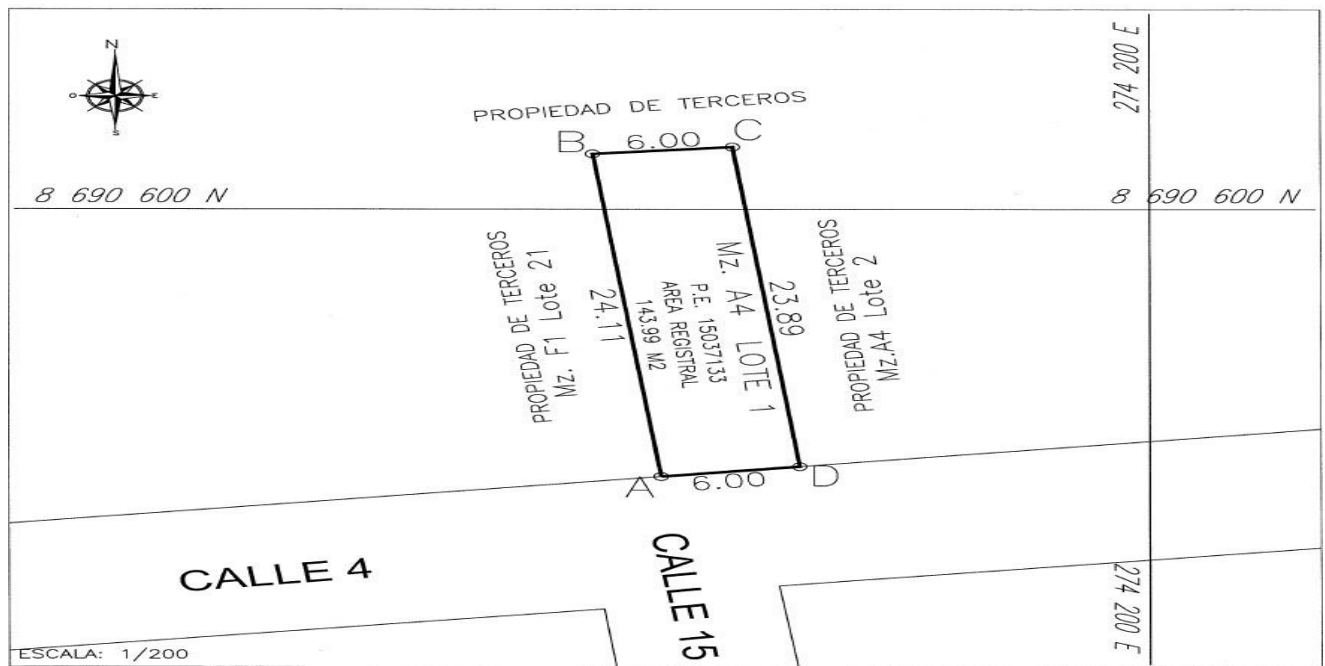 N
O E
S
274 200 E
PROPIEDAD DE TERCEROS
B 6.00 C
8 690 600 N
8 690 600 N
PROPIEDAD DE TERCEROS
Mz. F1 Lote 21
24.11
143.99 M2
AREA REGISTRAL
P.E. 15037133
Mz. A4 LOTE 1
23.89
PROPIEDAD DE TERCEROS
Mz.A4 Lote 2
A 6.00 D
CALLE 4
CALLE 15
274 200 E
ESCALA: 1/200